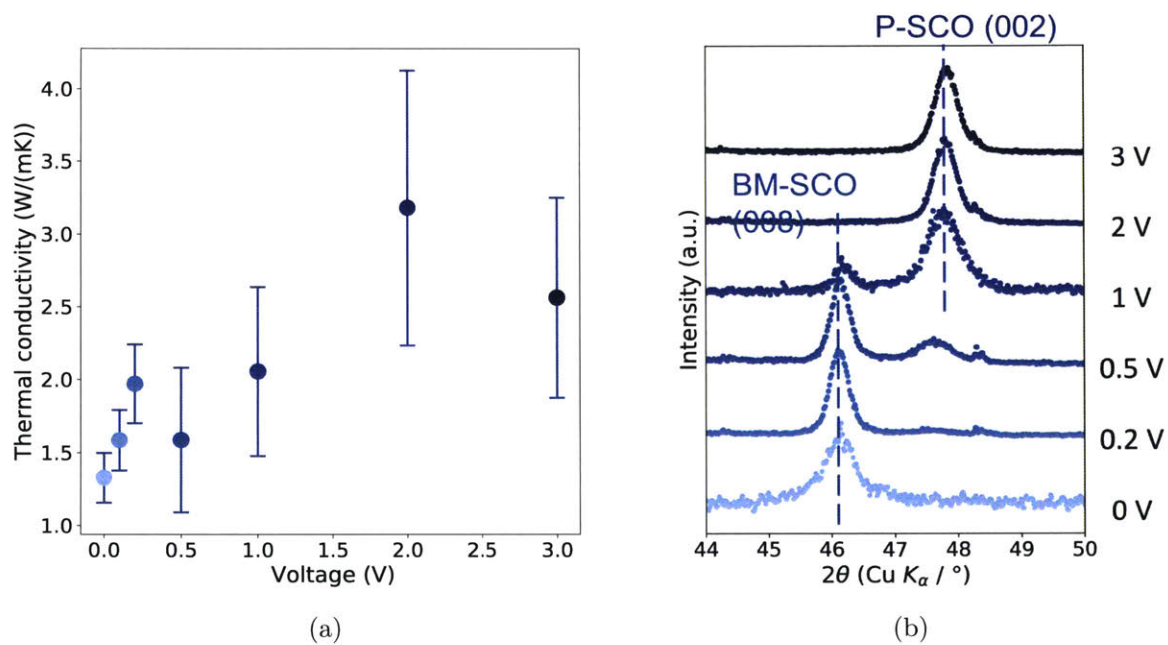 Thermal conductivity (W/(mK))
4.0
3.5
3.0
2.5
2.0
1.5
1.0
0.0 0.5 1.0 1.5 2.0 2.5 3.0
Voltage (V)
(a)
P-SCO (002)
BM-SCO
(008)
3 V
2 V
1 V
0.5 V
0.2 V
0 V
Intensity (a.u.)
44 45 46 47 48 49 50
2θ (Cu Kα / °)
(b)